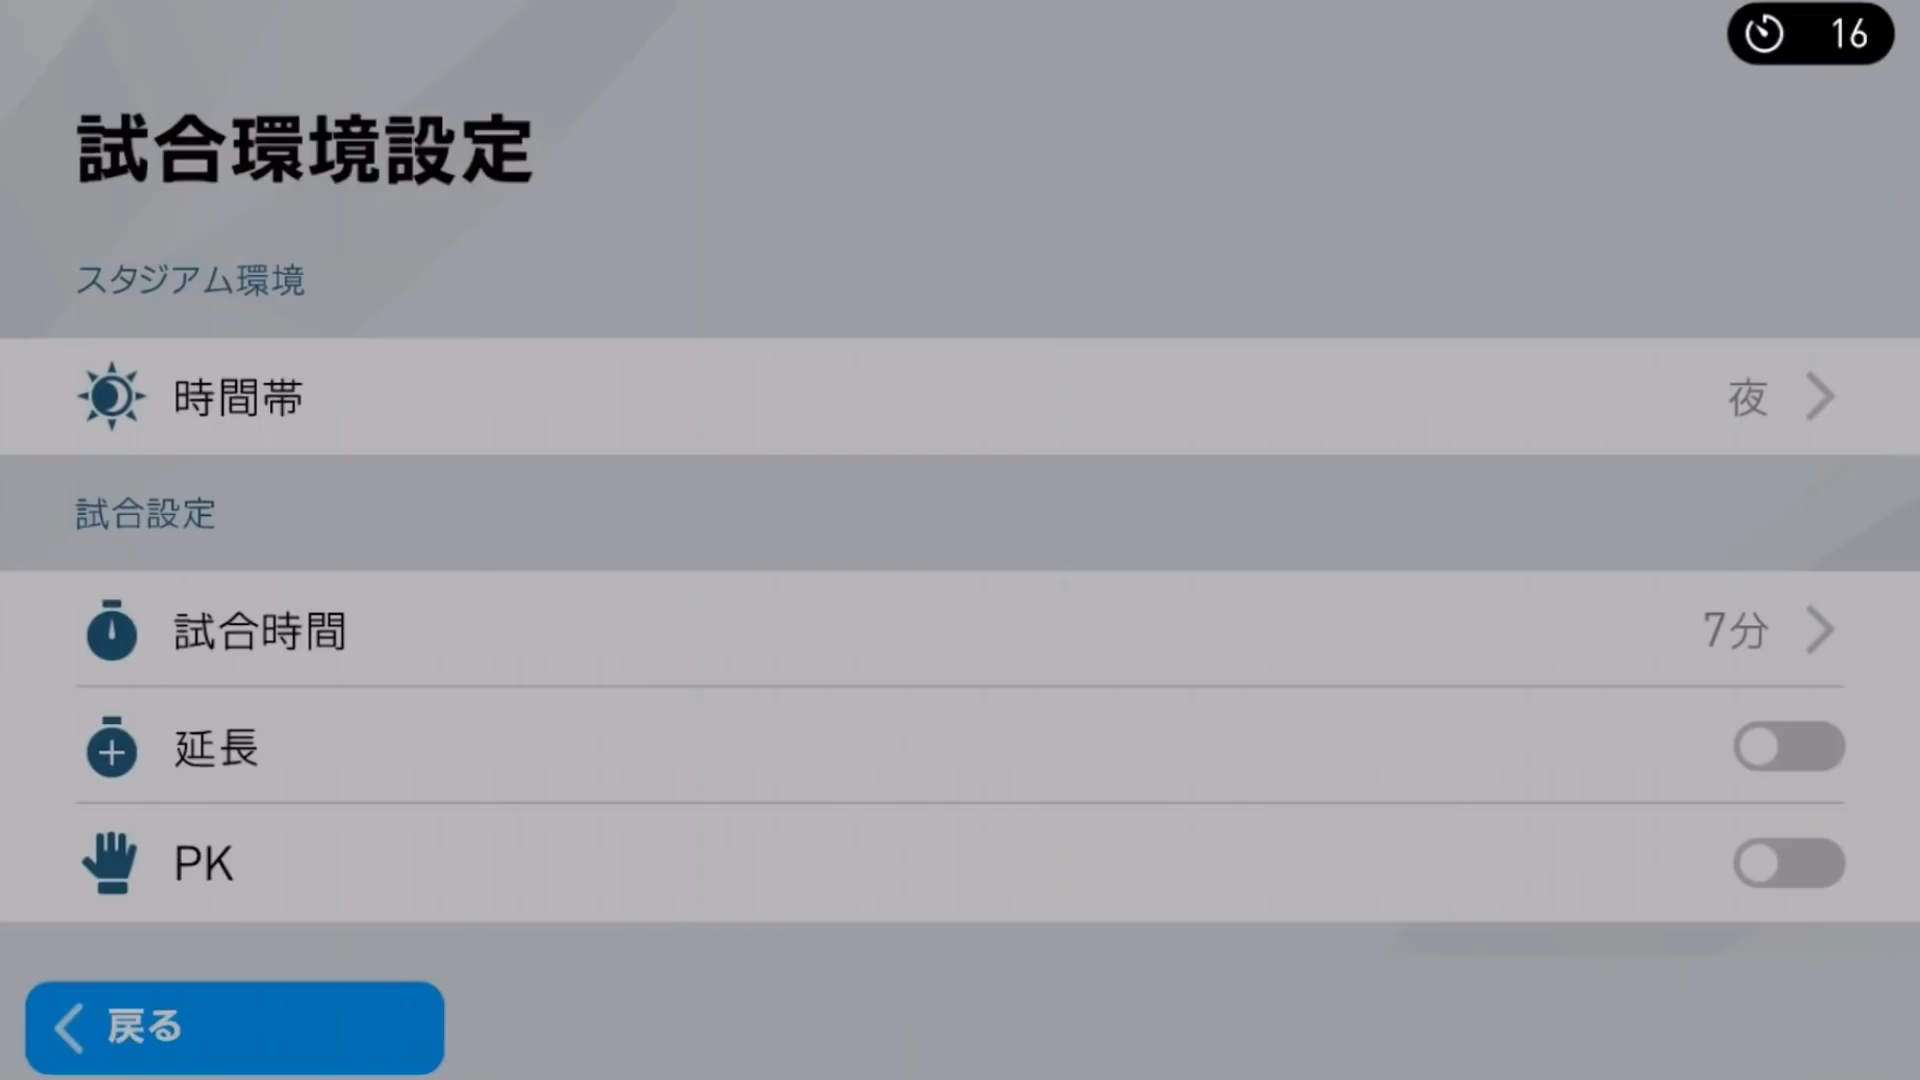 16
試合環境設定
スタジアム環境
時間帯
夜
試合設定
試合時間
7分
延長
PK
戻る